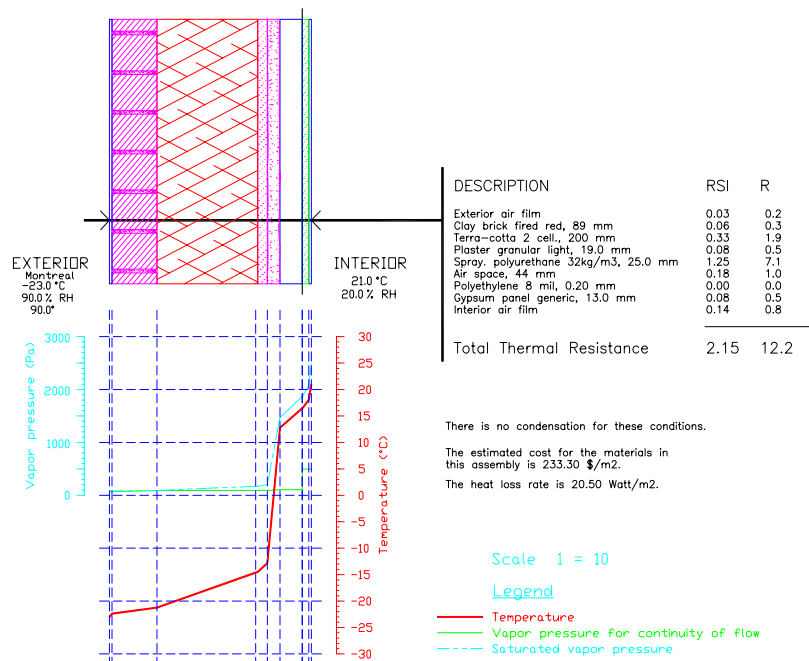 DESCRIPTION RSI R
Exterior air film 0.03 0.2
Clay brick fired red, 89 mm 0.06 0.3
Terra-cotta 2 cell., 200 mm 0.33 1.9
Plaster granular light, 19.0 mm 0.08 0.5
Spray. polyurethane 32kg/m3, 25.0 mm 1.25 7.1
Air space, 44 mm 0.18 1.0
Polyethylene 8 mil, 0.20 mm 0.00 0.0
Gypsum panel generic, 13.0 mm 0.08 0.5
Interior air film 0.14 0.8
Total Thermal Resistance 2.15 12.2
EXTERIOR
Montreal
-23.0 °C
90.0 % RH
90.0°
INTERIOR
21.0 °C
20.0 % RH
Vapor pressure (Pa)
3000
2000
1000
0
Temperature (°C)
30
25
20
15
10
5
0
-5
-10
-15
-20
-25
-30
There is no condensation for these conditions.
The estimated cost for the materials in
this assembly is 233.30 $/m2.
The heat loss rate is 20.50 Watt/m2.
Scale 1 = 10
Legend
Temperature
Vapor pressure for continuity of flow
Saturated vapor pressure